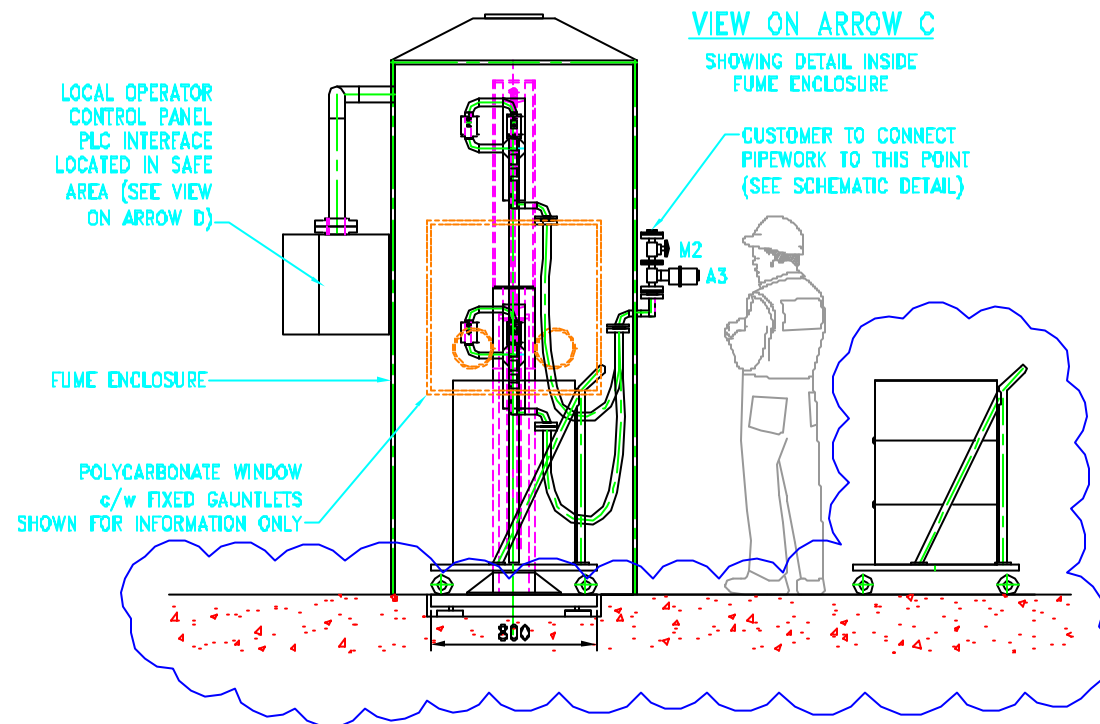 VIEW ON ARROW C
SHOWING DETAIL INSIDE
FUME ENCLOSURE
LOCAL OPERATOR
CONTROL PANEL
PLC INTERFACE
LOCATED IN SAFE
AREA (SEE VIEW
ON ARROW D)
CUSTOMER TO CONNECT
PIPEWORK TO THIS POINT
(SEE SCHEMATIC DETAIL)
M2
A3
FUME ENCLOSURE
POLYCARBONATE WINDOW
c/w FIXED GAUNTLETS
SHOWN FOR INFORMATION ONLY
800